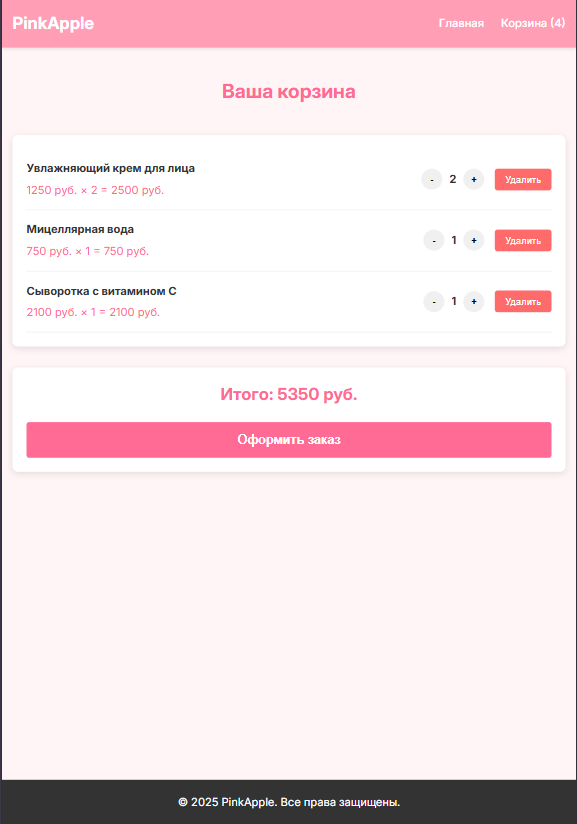 PinkApple Главная Корзина (4)
Ваша корзина
Увлажняющий крем для лица
1250 руб. × 2 = 2500 руб.
- 2 + Удалить
Мицеллярная вода
750 руб. × 1 = 750 руб.
- 1 + Удалить
Сыворотка с витамином С
2100 руб. × 1 = 2100 руб.
- 1 + Удалить
Итого: 5350 руб.
Оформить заказ
© 2025 PinkApple. Все права защищены.